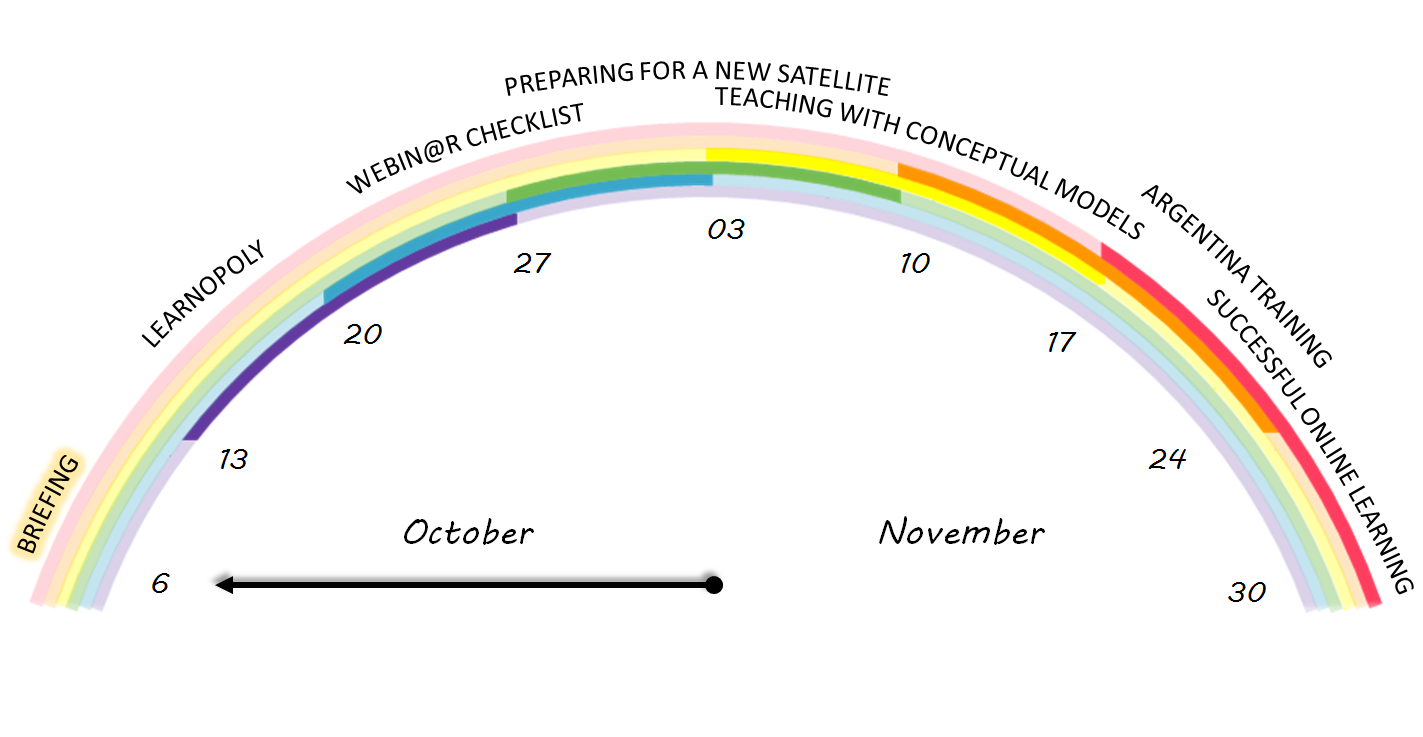 PREPARING FOR A NEW SATELLITE
TEACHING WITH CONCEPTUAL MODELS
WEBIN@R CHECKLIST
ARGENTINA TRAINING
LEARNOPOLY
SUCCESSFUL ONLINE LEARNING
BRIEFING
03
27
10
20
17
13
24
October
November
6
30